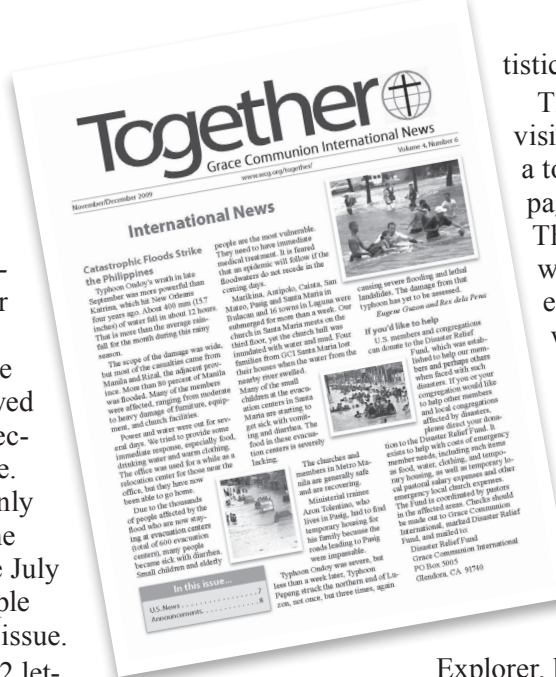 tistic
Together
Grace Communion International News
www.wcg.org/together/
November/December 2009
Volume 4, Number 6
International News
Catastrophic Floods Strike
the Philippines
Typhoon Ondoy's wrath in late
September was more powerful than
Katrina, which hit New Orleans
four years ago. About 400 mm (15.7
inches) of water fell in about 12 hours.
That is more than the average rain-
fall for the month during this rainy
season.
The scope of the damage was wide,
but most of the casualties came from
Manila and Rizal, the adjacent prov-
ince. More than 80 percent of Manila
was flooded. Many of the members
were affected, ranging from moderate
to heavy damage of furniture, equip-
ment, and church facilities.
Power and water were out for sev-
eral days. We tried to provide some
immediate response, especially food,
drinking water and warm clothing.
The office was used for a while as a
relocation center for those near the
office, but they have now
been able to go home.
Due to the thousands
of people affected by the
flood who are now stay-
ing at evacuation centers
(total of 600 evacuation
centers), many people
became sick with diarrhea.
Small children and elderly
people are the most vulnerable.
They need to have immediate
medical treatment. It is feared
that an epidemic will follow if the
floodwaters do not recede in the
coming days.
Marikina, Antipolo, Cainta, San
Mateo, Pasig and Santa Maria in
Bulacan and 16 towns in Laguna were
submerged for more than a week. Our
church in Santa Maria meets on the
third floor, yet the church hall was
inundated with water and mud. Four
families from GCI Santa Maria lost
their houses when the water from the
nearby river swelled.
Many of the small
children at the evacu-
ation centers in Santa
Maria are starting to
get sick with vomit-
ing and diarrhea. The
food in these evacua-
tion centers is severely
lacking.
The churches and
members in Metro Ma-
nila are generally safe
and are recovering.
Ministerial trainee
Aron Tolentino, who
lives in Pasig, had to find
temporary housing for
his family because the
roads leading to Pasig
were impassable.
Typhoon Ondoy was severe, but
less than a week later, Typhoon
Pepeng struck the northern end of Lu-
zon, not once, but three times, again
causing severe flooding and lethal
landslides. The damage from that
typhoon has yet to be assessed.
Eugene Guzon and Rex dela Pena
If you'd like to help
U.S. members and congregations
can donate to the Disaster Relief
Fund, which was estab-
lished to help our mem-
bers and perhaps others
when faced with such
disasters. If you or your
congregation would like
to help other members
and local congregations
affected by disasters,
please direct your dona-
tion to the Disaster Relief Fund. It
exists to help with costs of emergency
member needs, including such items
as food, water, clothing, and tempo-
rary housing, as well as temporary lo-
cal pastoral salary expenses and other
emergency local church expenses.
The Fund is coordinated by pastors
in the affected areas. Checks should
be made out to Grace Communion
International, marked Disaster Relief
Fund, and mailed to:
Disaster Relief Fund
Grace Communion International
PO Box 5005
Glendora, CA 91740
In this issue...
U.S. News . . . . . . . . . . . . . . . 7
Announcements. . . . . . . . . . . 8
ved
nly
July
issue.
2 let-
visi
a to
pa
Explorer.